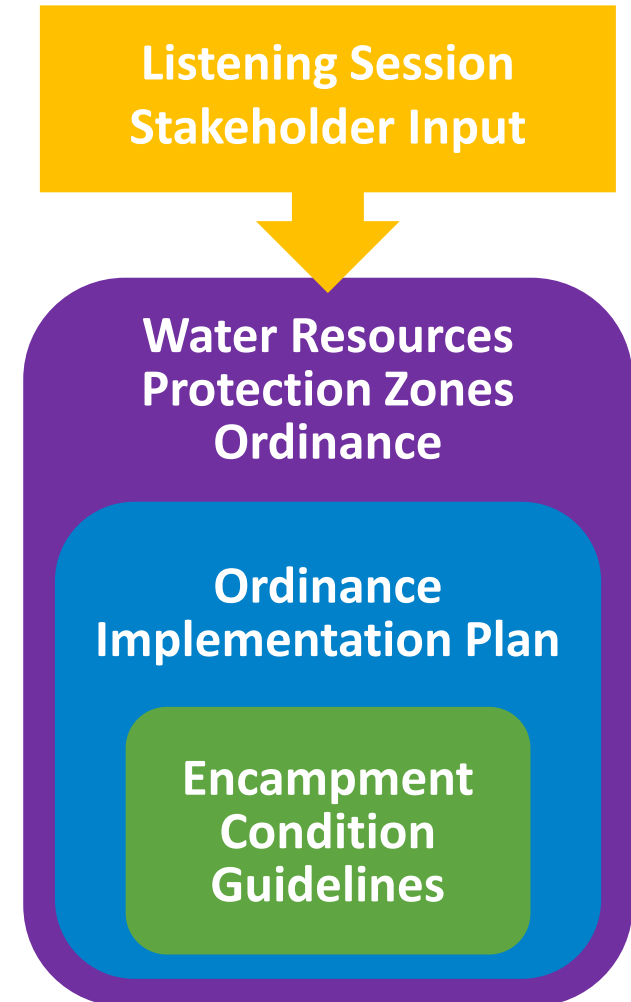 Listening Session
Stakeholder Input
Water Resources
Protection Zones
Ordinance
Ordinance
Implementation Plan
Encampment
Condition
Guidelines